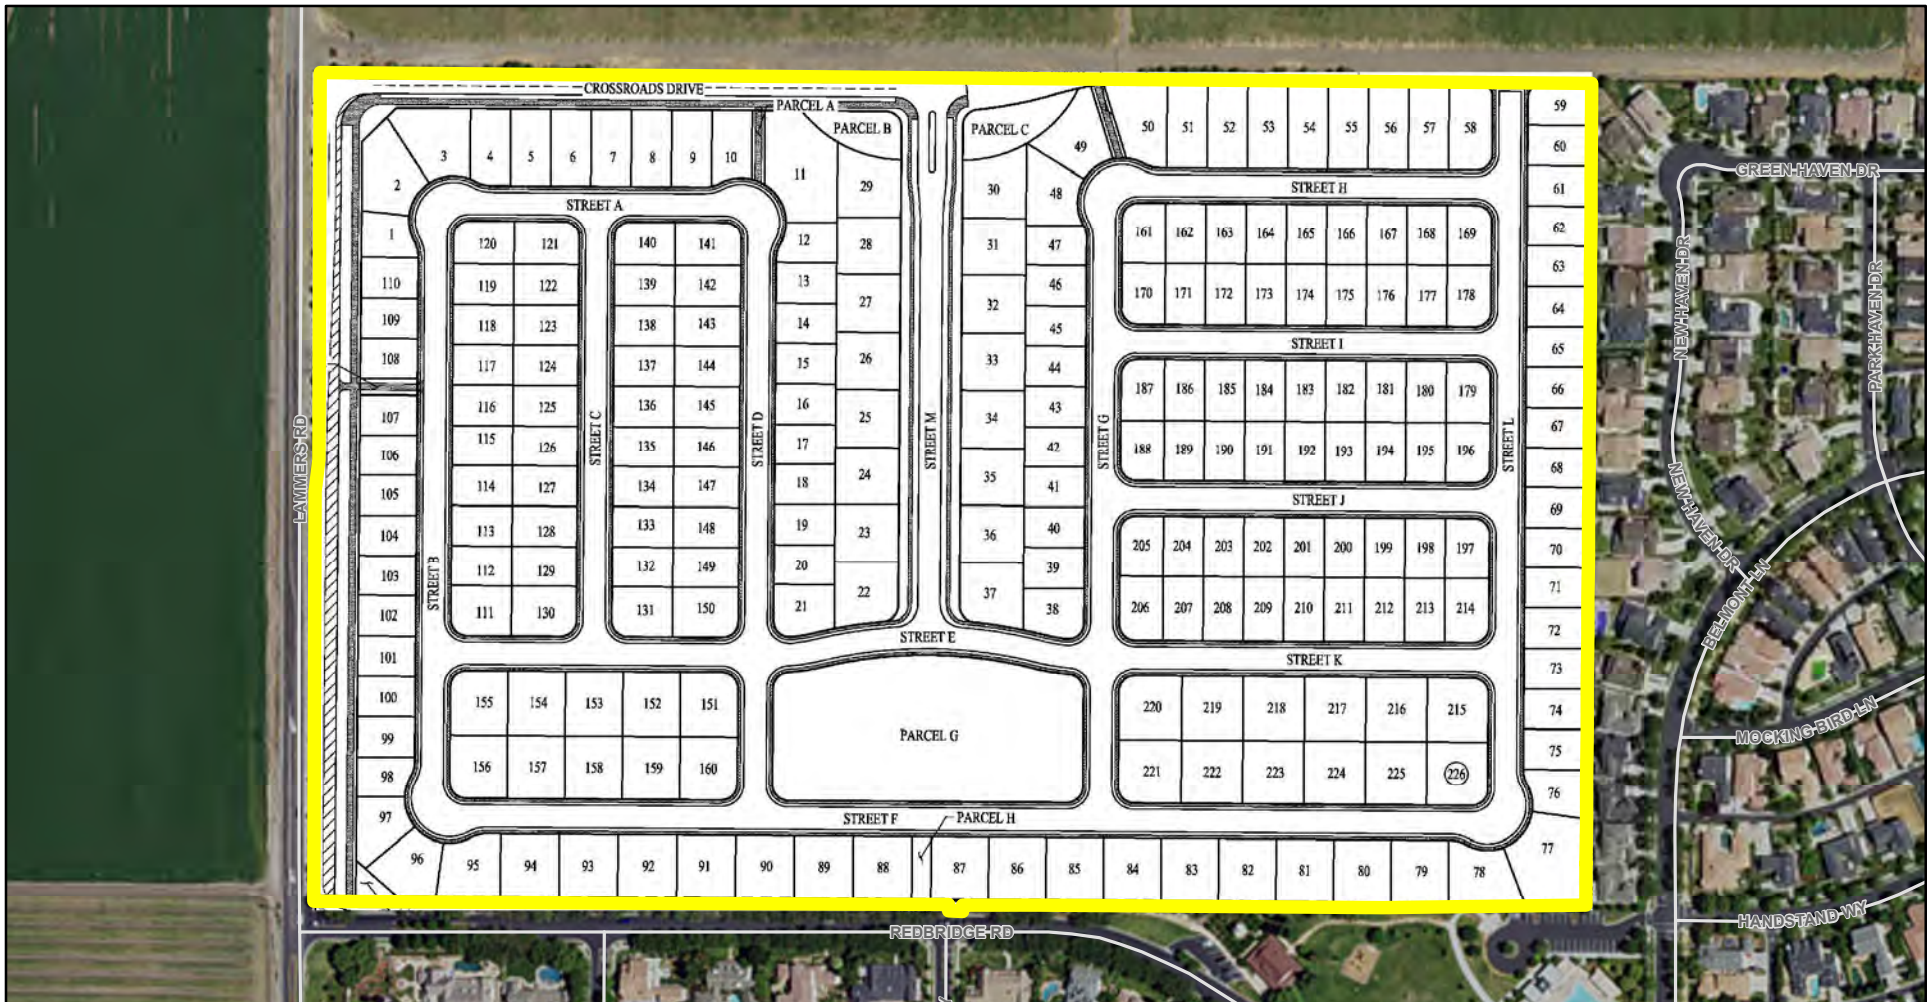 CROSSROADS DRIVE
PARCEL A
PARCEL B
PARCEL C
50 51 52 53 54 55 56 57 58
59
60
3 4 5 6 7 8 9 10
11
49
2
29
30
48
STREET H
61
STREET A
1
120 121
140 141
12
28
31
47
161 162 163 164 165 166 167 168 169
62
110
119 122
139 142
13
27
32
46
170 171 172 173 174 175 176 177 178
63
64
109
118 123
138 143
14
45
STREET I
65
108
117 124
137 144
15
26
33
44
187 186 185 184 183 182 181 180 179
66
107
116 125
136 145
16
25
34
43
67
106
115
126
135 146
17
42
188 189 190 191 192 193 194 195 196
68
105
114 127
134 147
18
24
35
41
STREET J
69
104
113 128
133 148
19
23
36
40
205 204 203 202 201 200 199 198 197
70
103
112 129
132 149
20
39
71
102
111 130
131 150
21
22
37
38
206 207 208 209 210 211 212 213 214
72
STREET B
STREET C
STREET D
STREET M
STREET G
STREET L
STREET E
STREET K
101
73
100
155 154 153 152 151
220 219 218 217 216 215
74
99
PARCEL G
75
98
156 157 158 159 160
221 222 223 224 225 226
76
97
STREET F
PARCEL H
77
96 95 94 93 92 91 90 89 88 87 86 85 84 83 82 81 80 79 78
LAMMERS RD
REDBRIDGE RD
GREEN HAVEN DR
NEWHAVEN DR
PARKHAVEN DR
NEW HAVEN DR
BELMONT LN
MOCKING BIRD LN
HANDSTAND WY